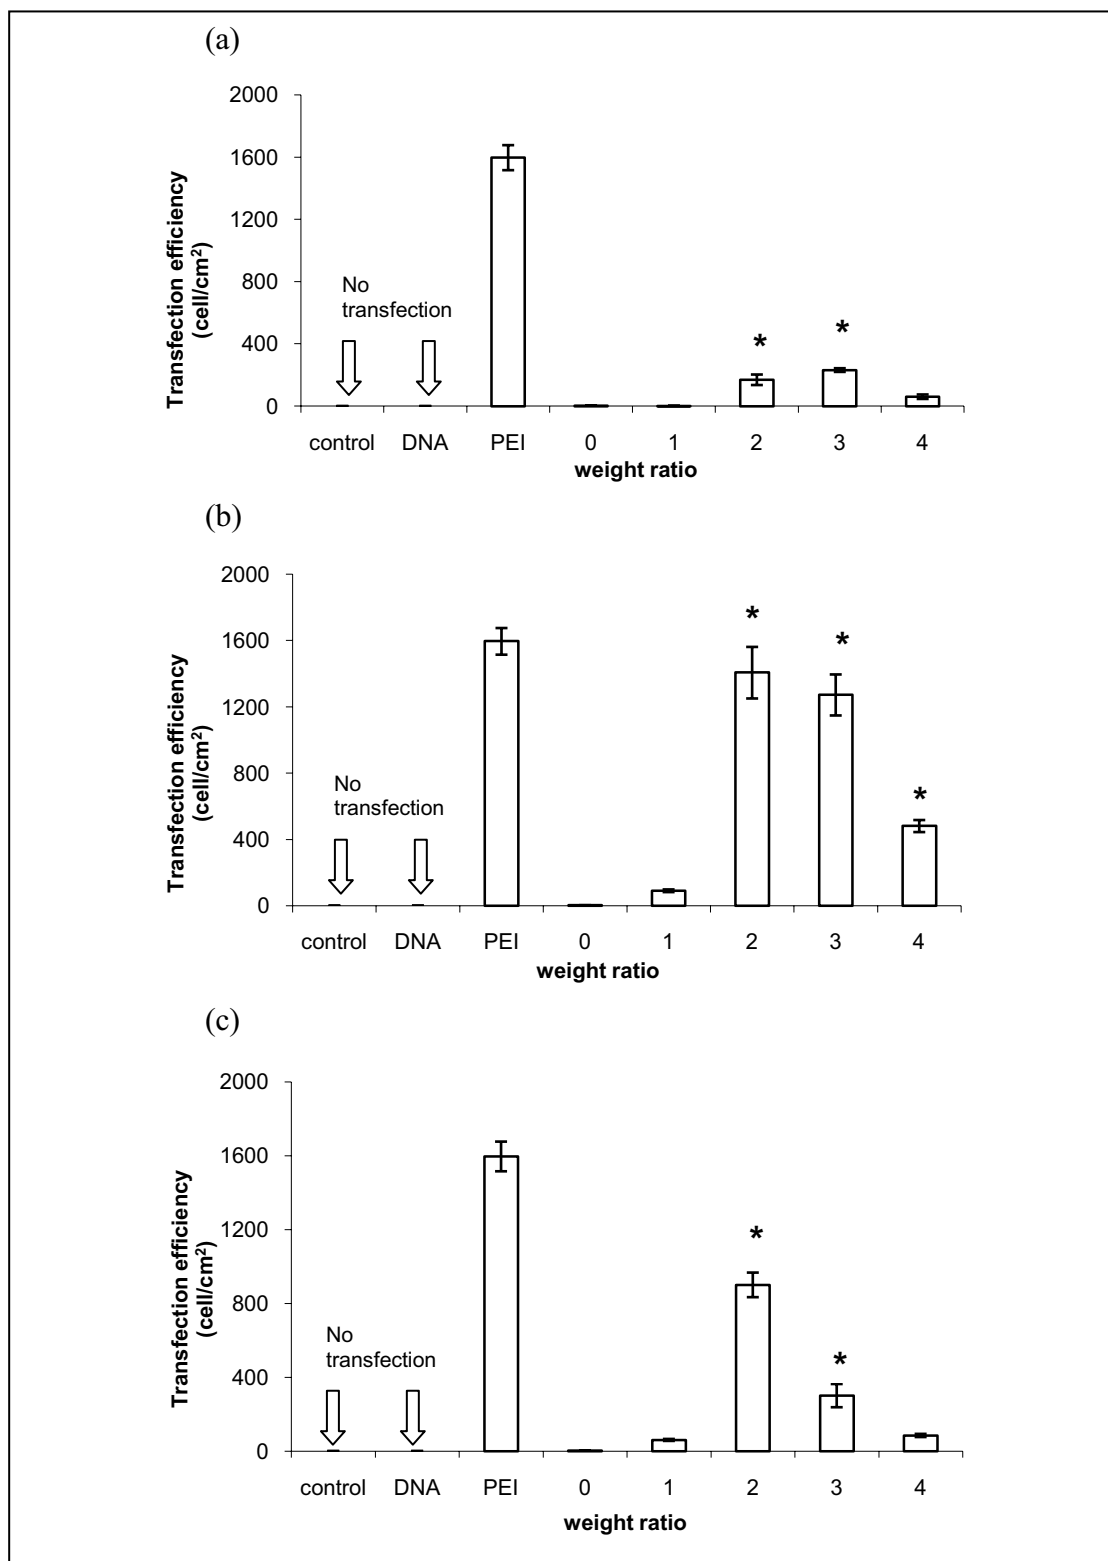 (a)
2000
1600
1200
800
400
0
Transfection efficiency
(cell/cm²)
No
transfection
*
*
control DNA PEI 0 1 2 3 4
weight ratio
(b)
2000
1600
1200
800
400
0
Transfection efficiency
(cell/cm²)
No
transfection
*
*
*
control DNA PEI 0 1 2 3 4
weight ratio
(c)
2000
1600
1200
800
400
0
Transfection efficiency
(cell/cm²)
No
transfection
*
*
control DNA PEI 0 1 2 3 4
weight ratio